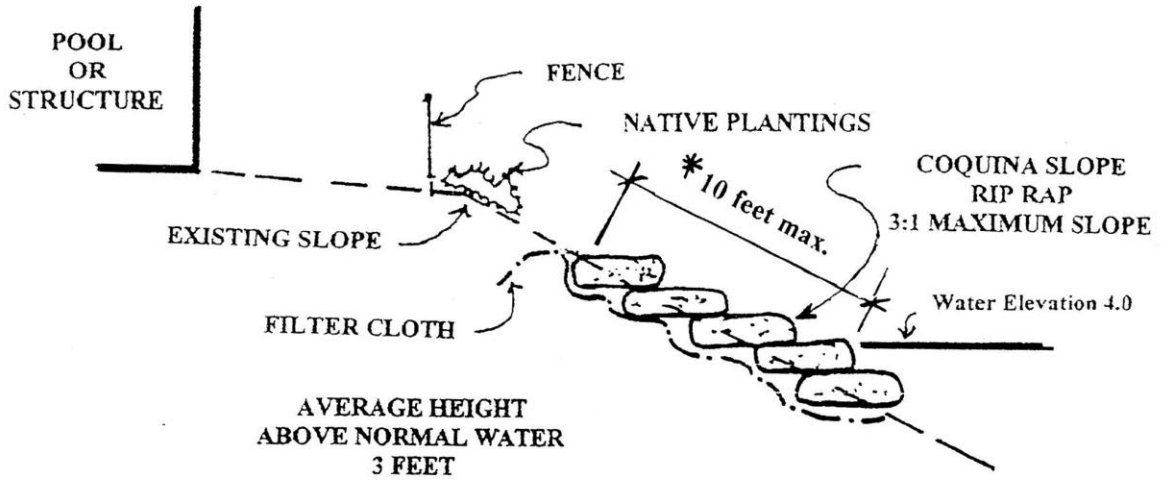 POOL
OR
STRUCTURE
FENCE
NATIVE PLANTINGS
* 10 feet max.
COQUINA SLOPE
RIP RAP
3:1 MAXIMUM SLOPE
EXISTING SLOPE
Water Elevation 4.0
FILTER CLOTH
AVERAGE HEIGHT
ABOVE NORMAL WATER
3 FEET